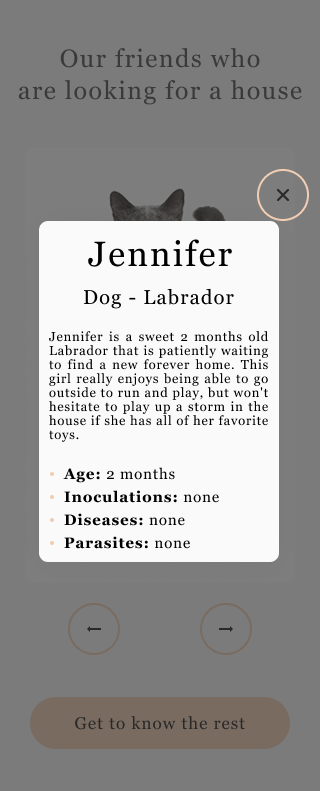 Our friends who
are looking for a house
Jennifer
Dog - Labrador
Jennifer is a sweet 2 months old
Labrador that is patiently waiting
to find a new forever home. This
girl really enjoys being able to go
outside to run and play, but won't
hesitate to play up a storm in the
house if she has all of her favorite
toys.
• Age: 2 months
• Inoculations: none
• Diseases: none
• Parasites: none
Get to know the rest